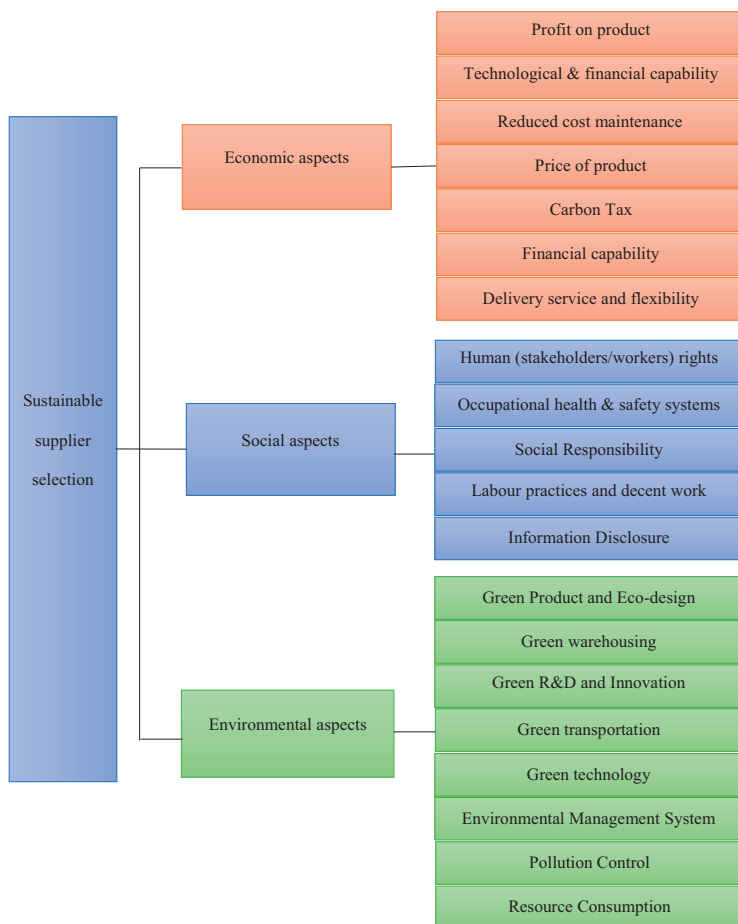 Sustainable
supplier
selection
Economic aspects
Profit on product
Technological & financial capability
Reduced cost maintenance
Price of product
Carbon Tax
Financial capability
Delivery service and flexibility
Social aspects
Human (stakeholders/workers) rights
Occupational health & safety systems
Social Responsibility
Labour practices and decent work
Information Disclosure
Environmental aspects
Green Product and Eco-design
Green warehousing
Green R&D and Innovation
Green transportation
Green technology
Environmental Management System
Pollution Control
Resource Consumption